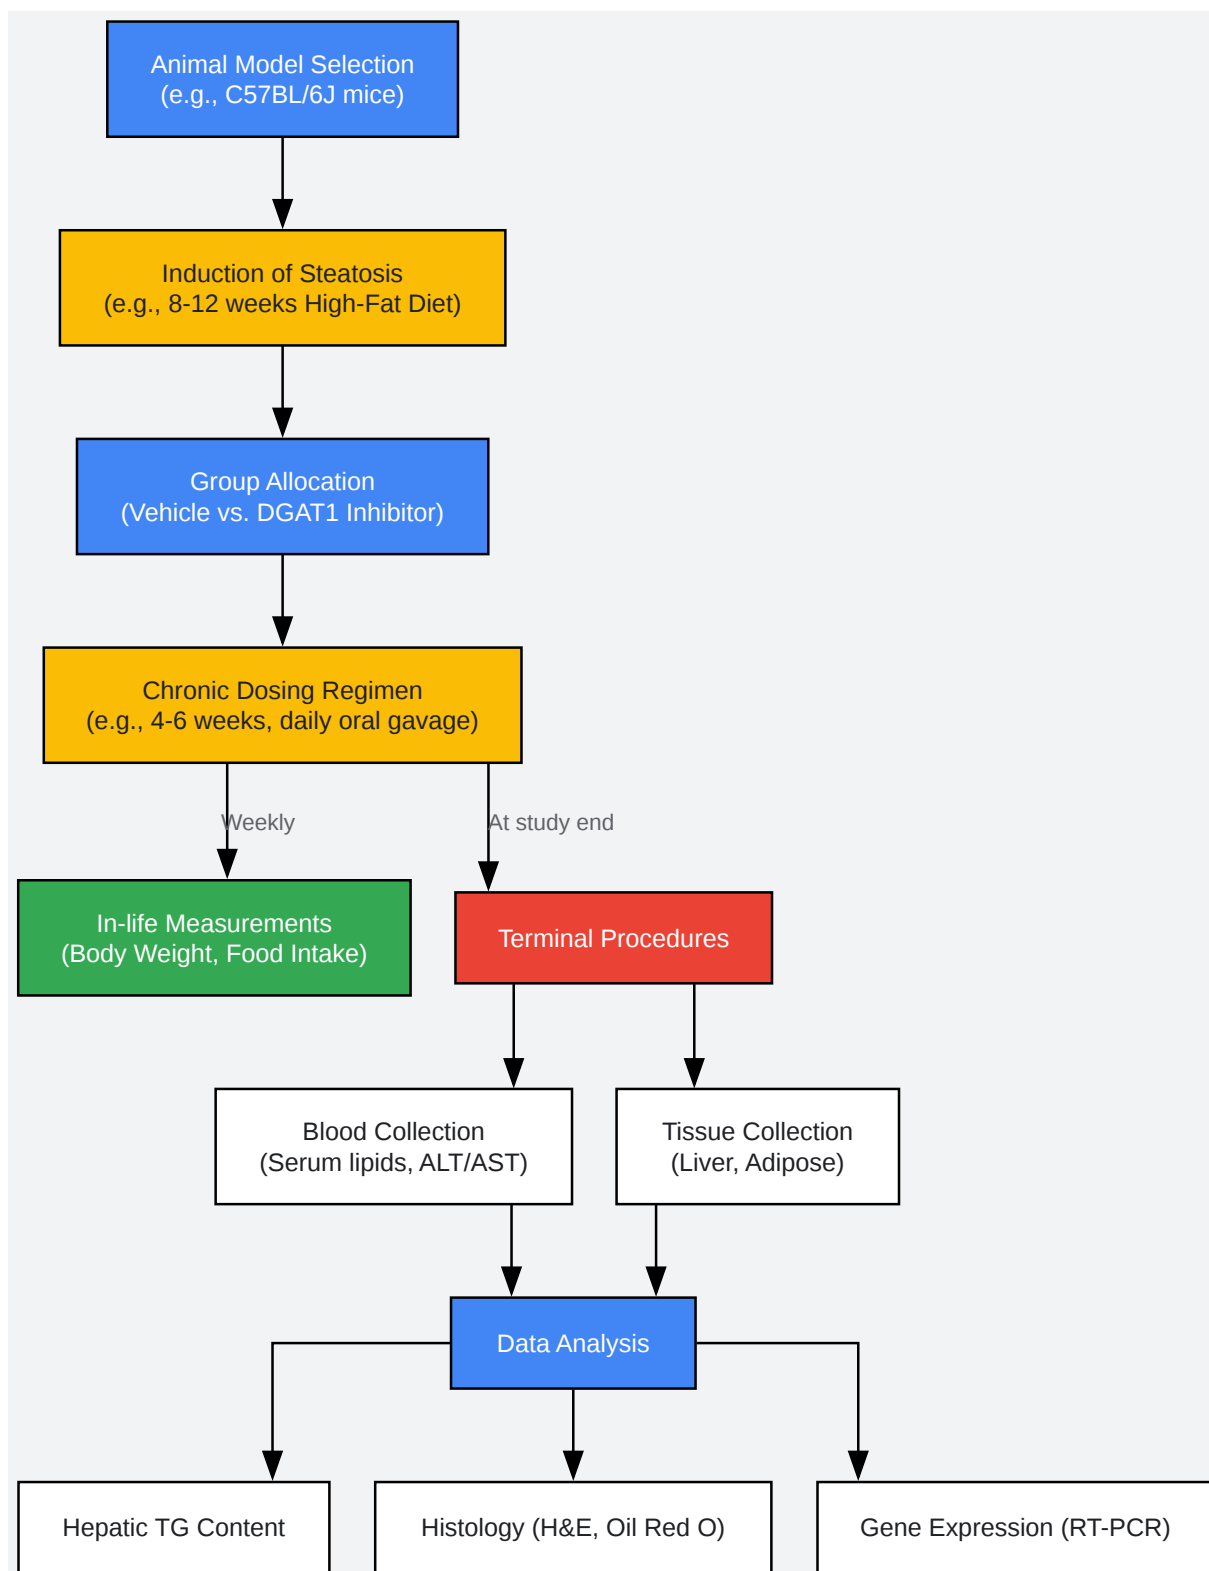 Animal Model Selection
(e.g., C57BL/6J mice)
Induction of Steatosis
(e.g., 8-12 weeks High-Fat Diet)
Group Allocation
(Vehicle vs. DGAT1 Inhibitor)
Chronic Dosing Regimen
(e.g., 4-6 weeks, daily oral gavage)
Weekly
At study end
In-life Measurements
(Body Weight, Food Intake)
Terminal Procedures
Blood Collection
(Serum lipids, ALT/AST)
Tissue Collection
(Liver, Adipose)
Data Analysis
Hepatic TG Content
Histology (H&E, Oil Red O)
Gene Expression (RT-PCR)